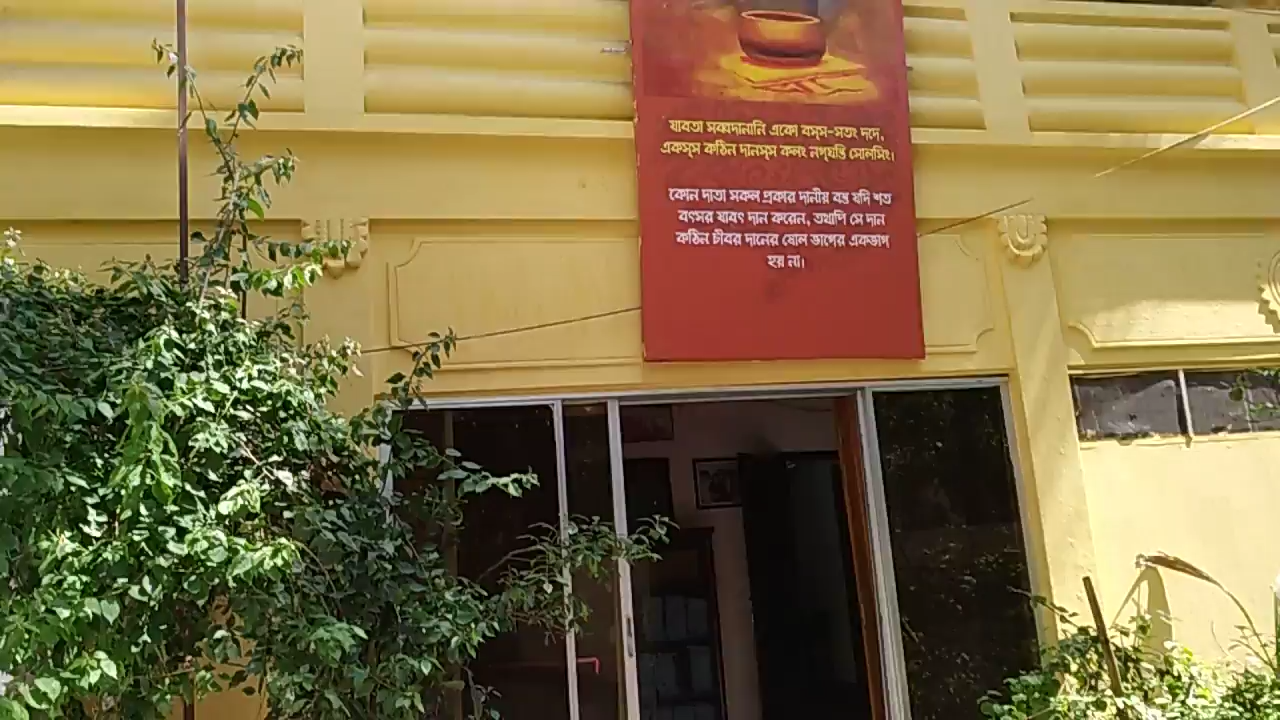 যাবতা সব্বদানানি একো বস্‌স-সতং দদে,
একস্‌স কঠিন দানস্‌স কলং নগ্‌ঘন্তি সোলসিং।
কোন দাতা সকল প্রকার দানীয় বস্তু যদি শত
বৎসর যাবৎ দান করেন, তথাপি সে দান
কঠিন চীবর দানের ষোল ভাগের একভাগ
হয় না।